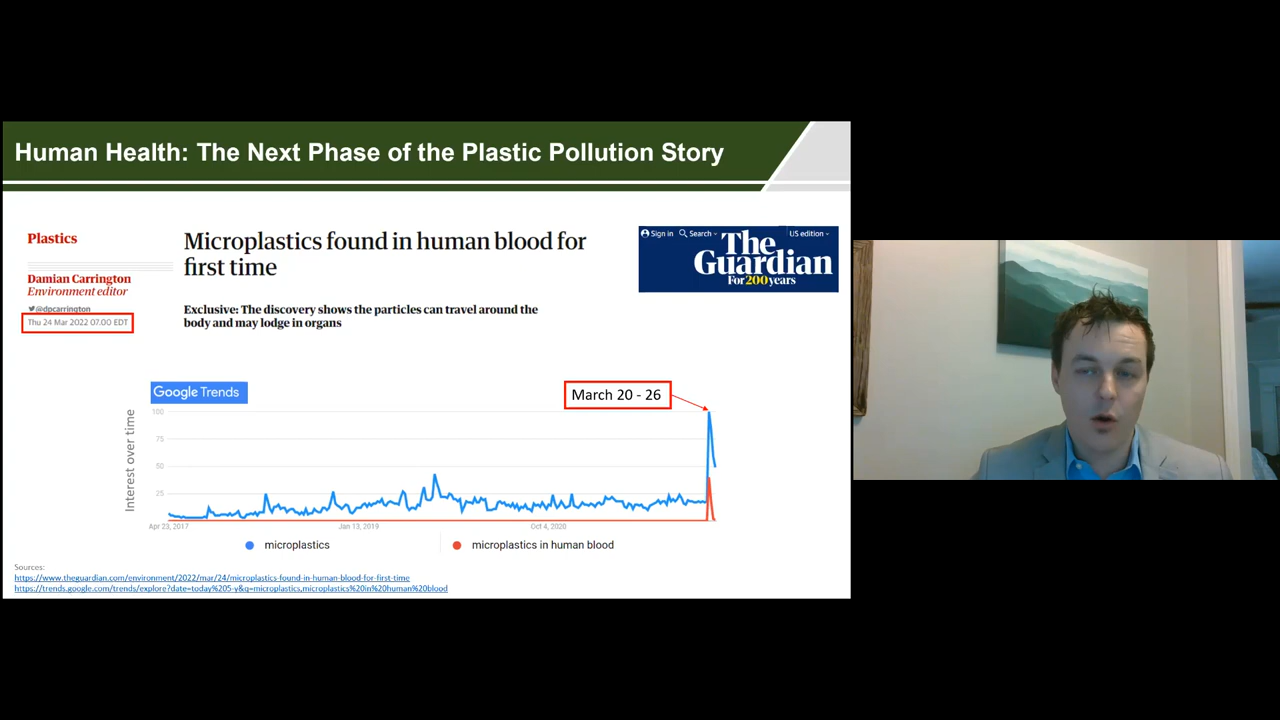 Human Health: The Next Phase of the Plastic Pollution Story
Plastics
Damian Carrington
Environment editor
@dpcarrington
Thu 24 Mar 2022 07.00 EDT
Microplastics found in human blood for
first time
Exclusive: The discovery shows the particles can travel around the
body and may lodge in organs
Sign in Search US edition
The
Guardian
For 200 years
Google Trends
March 20 - 26
Interest over time
100
75
50
25
Apr 23, 2017 Jan 13, 2019 Oct 4, 2020
microplastics microplastics in human blood
Sources:
https://www.theguardian.com/environment/2022/mar/24/microplastics-found-in-human-blood-for-first-time
https://trends.google.com/trends/explore?date=today%205-y&q=microplastics,microplastics%20in%20human%20blood